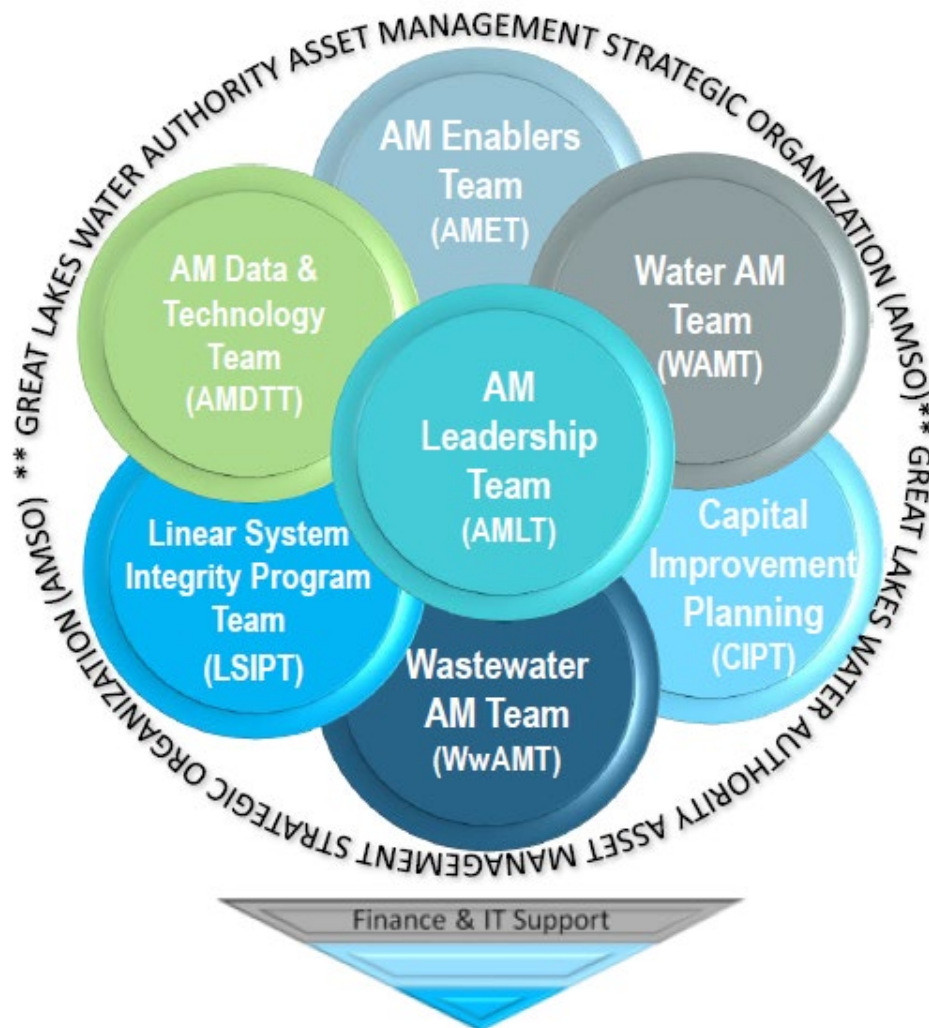 ** GREAT LAKES WATER AUTHORITY ASSET MANAGEMENT STRATEGIC ORGANIZATION (AMSO)
** GREAT LAKES WATER AUTHORITY ASSET MANAGEMENT STRATEGIC ORGANIZATION (AMSO)
AM Enablers
Team
(AMET)
AM Data &
Technology
Team
(AMDTT)
Water AM
Team
(WAMT)
AM
Leadership
Team
(AMLT)
Linear System
Integrity Program
Team
(LSIPT)
Capital
Improvement
Planning
(CIPT)
Wastewater
AM Team
(WwAMT)
Finance & IT Support